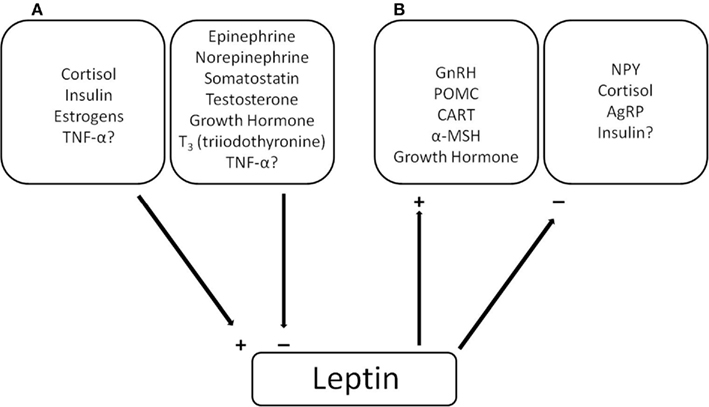 A
Cortisol
Insulin
Estrogens
TNF-α?
Epinephrine
Norepinephrine
Somatostatin
Testosterone
Growth Hormone
T₃ (triiodothyronine)
TNF-α?
B
GnRH
POMC
CART
α-MSH
Growth Hormone
NPY
Cortisol
AgRP
Insulin?
+ −
+ −
Leptin